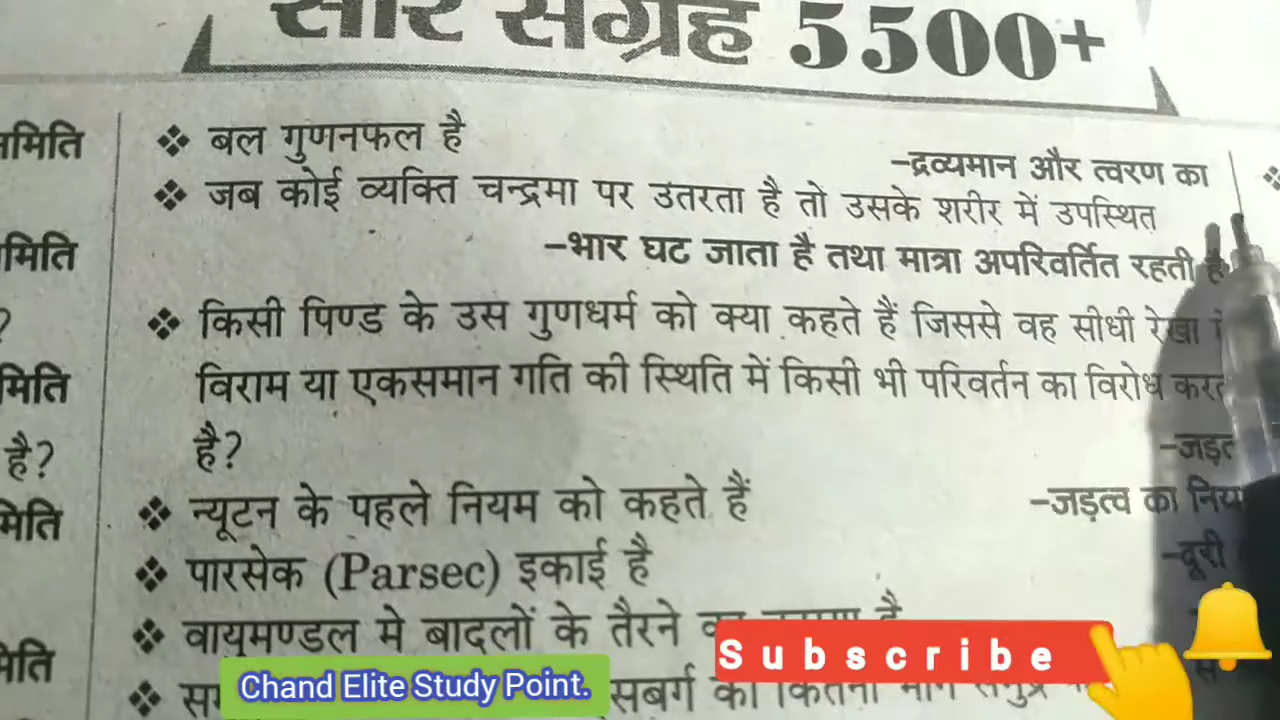 सार संग्रह 5500+
मिति
❖ बल गुणनफल है
–द्रव्यमान और त्वरण का
❖ जब कोई व्यक्ति चन्द्रमा पर उतरता है तो उसके शरीर में उपस्थित
मिति
–भार घट जाता है तथा मात्रा अपरिवर्तित रहती है
?
❖ किसी पिण्ड के उस गुणधर्म को क्या कहते हैं जिससे वह सीधी रेखा
मिति
विराम या एकसमान गति की स्थिति में किसी भी परिवर्तन का विरोध
है?
है?
मिति
❖ न्यूटन के पहले नियम को कहते हैं
–जड़त्व का
❖ पारसेक (Parsec) इकाई है
–दूरी
❖ वायुमण्डल मे बादलों के तैरने
Subscribe
Chand Elite Study Point.